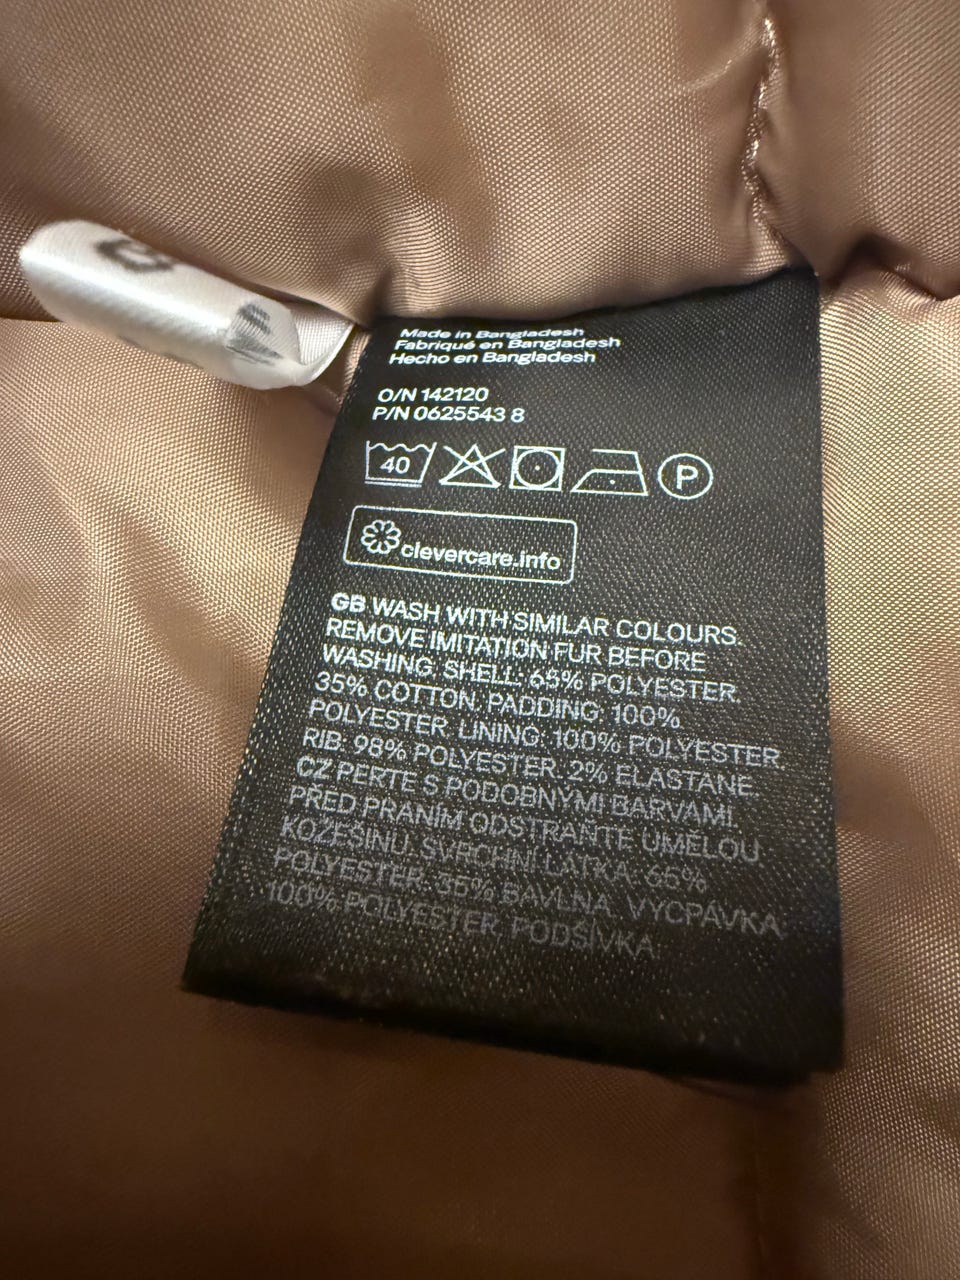 Made in Bangladesh
Fabriqué en Bangladesh
Hecho en Bangladesh
O/N 142120
P/N 0625543 8
40
P
clevercare.info
GB WASH WITH SIMILAR COLOURS.
REMOVE IMITATION FUR BEFORE
WASHING. SHELL: 65% POLYESTER.
35% COTTON. PADDING: 100%
POLYESTER. LINING: 100% POLYESTER
RIB: 98% POLYESTER. 2% ELASTANE
CZ PERTE S PODOBNÝMI BARVAMI.
PŘED PRANÍM ODSTRAŇTE UMĚLOU
KOŽEŠINU. SVRCHNÍ LÁTKA: 65%
POLYESTER. 35% BAVLNA. VYCPÁVKA:
100% POLYESTER. PODŠÍVKA